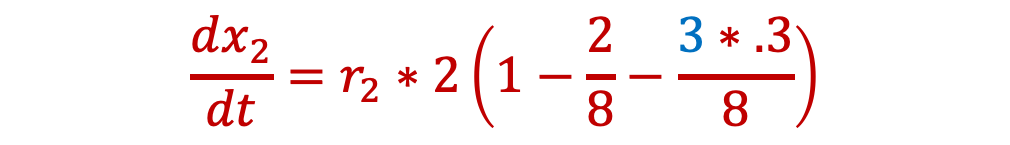 dx₂/dt = r₂ * 2 (1 − 2/8 − 3 * .3/8)